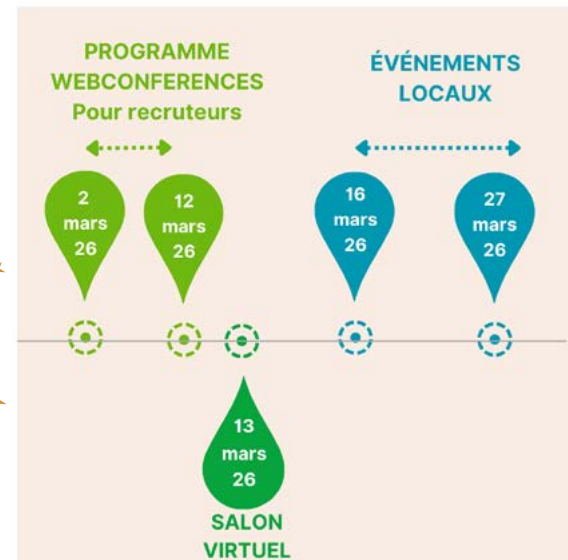 PROGRAMME
WEBCONFERENCES
Pour recruteurs
ÉVÉNEMENTS
LOCAUX
2
mars
26
12
mars
26
16
mars
26
27
mars
26
13
mars
26
SALON
VIRTUEL